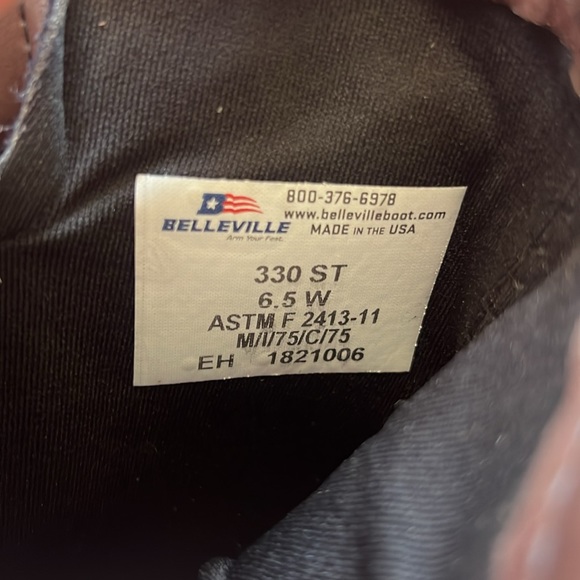 800-376-6978
www.bellevilleboot.com
BELLEVILLE
Arm Your Feet.
MADE IN THE USA
330 ST
6.5 W
ASTM F 2413-11
M/I/75/C/75
EH 1821006